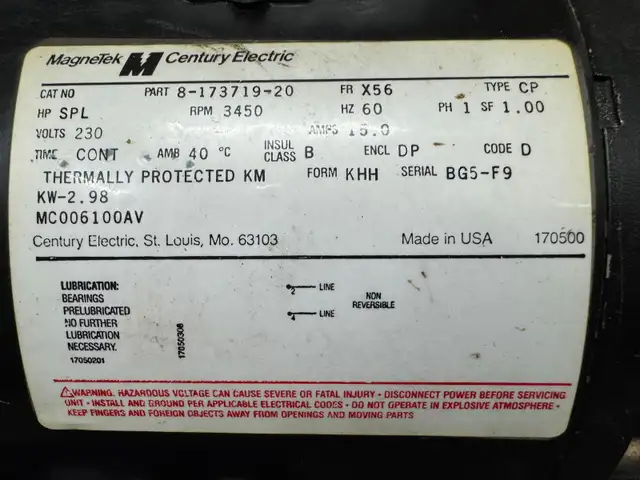 MagneTek M Century Electric
CAT NO PART 8-173719-20 FR X56 TYPE CP
HP SPL RPM 3450 HZ 60 PH 1 SF 1.00
VOLTS 230 AMPS 15.0
TIME CONT AMB 40 °C INSUL CLASS B ENCL DP CODE D
THERMALLY PROTECTED KM FORM KHH SERIAL BG5-F9
KW-2.98
MC006100AV
Century Electric, St. Louis, Mo. 63103 Made in USA 170500
LUBRICATION:
BEARINGS
PRELUBRICATED
NO FURTHER
LUBRICATION
NECESSARY.
17050201
17050308
2 LINE
4 LINE
NON
REVERSIBLE
⚠WARNING. HAZARDOUS VOLTAGE CAN CAUSE SEVERE OR FATAL INJURY - DISCONNECT POWER BEFORE SERVICING
UNIT - INSTALL AND GROUND PER APPLICABLE ELECTRICAL CODES - DO NOT OPERATE IN EXPLOSIVE ATMOSPHERE -
KEEP FINGERS AND FOREIGN OBJECTS AWAY FROM OPENINGS AND MOVING PARTS